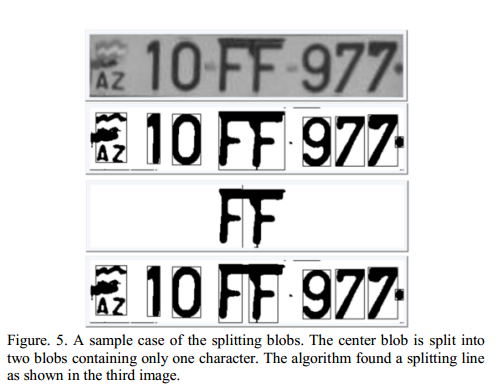 AZ 10 FF 977
AZ 10 FF 977
FF
AZ 10 FF 977
Figure. 5. A sample case of the splitting blobs. The center blob is split into
two blobs containing only one character. The algorithm found a splitting line
as shown in the third image.